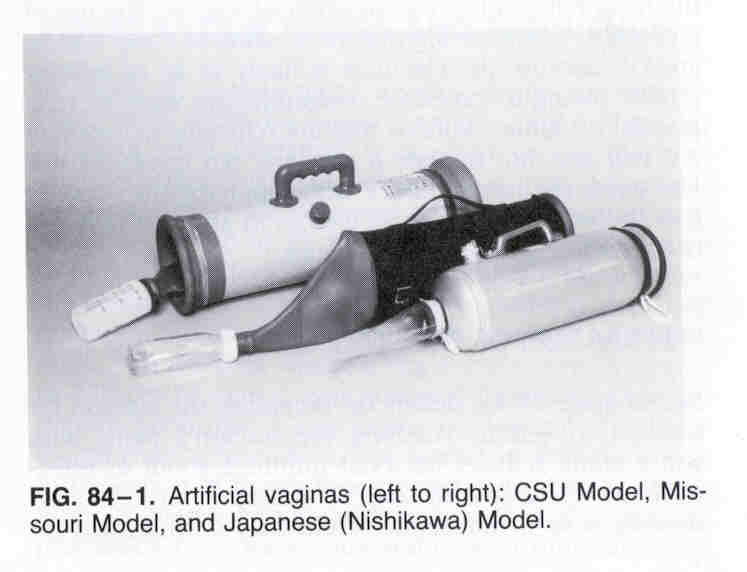 FIG. 84–1. Artificial vaginas (left to right): CSU Model, Mis-
souri Model, and Japanese (Nishikawa) Model.